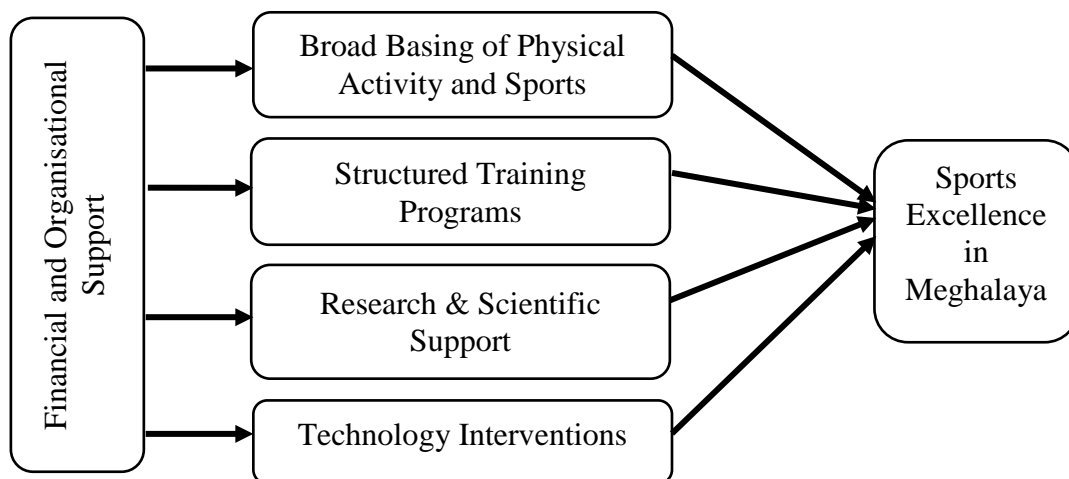 Financial and Organisational
Support
Broad Basing of Physical
Activity and Sports
Structured Training
Programs
Research & Scientific
Support
Technology Interventions
Sports
Excellence
in
Meghalaya